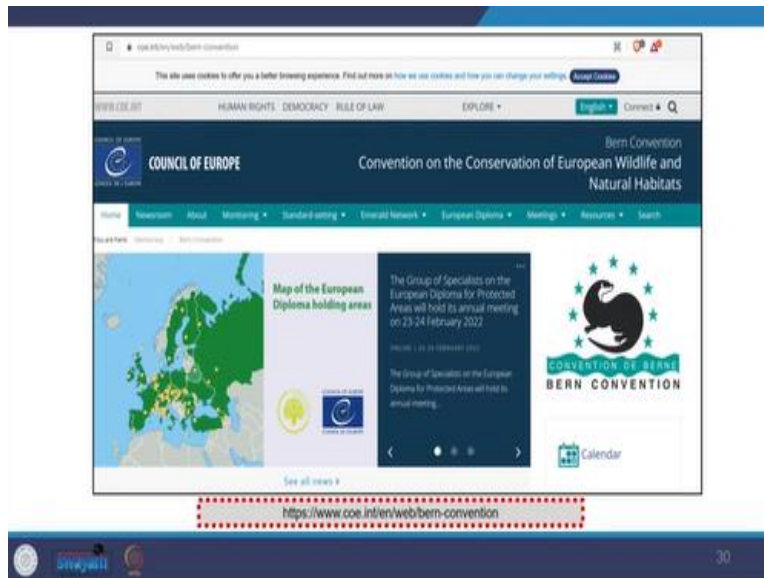 coe.int/en/web/bern-convention
This site uses cookies to offer you a better browsing experience. Find out more on how we use cookies and how you can change your settings. Accept Cookies
WWW.COE.INT HUMAN RIGHTS DEMOCRACY RULE OF LAW EXPLORE English Connect
COUNCIL OF EUROPE
Bern Convention
Convention on the Conservation of European Wildlife and
Natural Habitats
Home Newsroom About Monitoring Standard-setting Emerald Network European Diploma Meetings Resources Search
You are here: Democracy Bern Convention
Map of the European
Diploma holding areas
The Group of Specialists on the
European Diploma for Protected
Areas will hold its annual meeting
on 23-24 February 2022
The Group of Specialists on the European
Diploma for Protected Areas will hold its
annual meeting...
CONVENTION DE BERNE
BERN CONVENTION
Calendar
See all news
https://www.coe.int/en/web/bern-convention
swayam
30